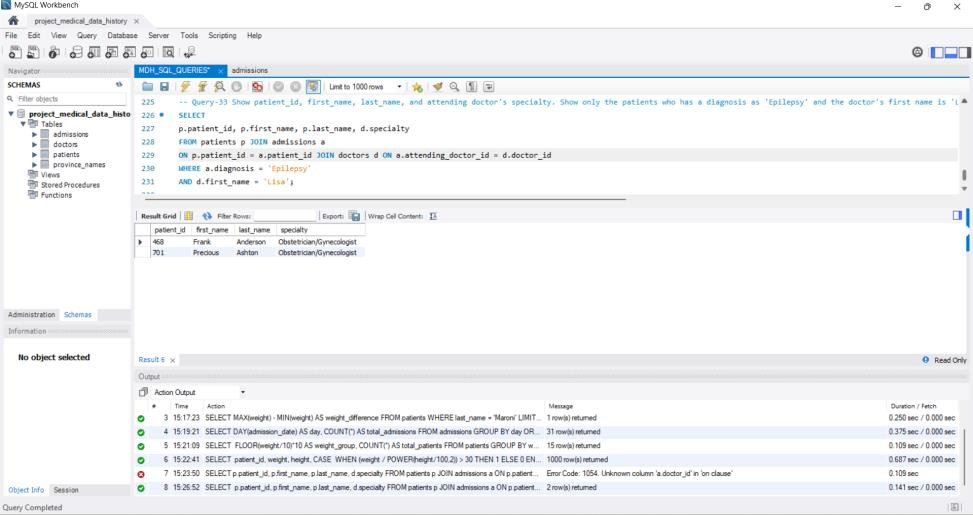 MySQL Workbench
project_medical_data_history ×
File Edit View Query Database Server Tools Scripting Help
Navigator
SCHEMAS
Filter objects
project_medical_data_histo
Tables
admissions
doctors
patients
province_names
Views
Stored Procedures
Functions
Administration Schemas
Information
No object selected
Object Info Session
MDH_SQL_QUERIES* × admissions
Limit to 1000 rows
225 -- Query-33 Show patient_id, first_name, last_name, and attending doctor's specialty. Show only the patients who has a diagnosis as 'Epilepsy' and the doctor's first name is 'L
226 SELECT
227 p.patient_id, p.first_name, p.last_name, d.specialty
228 FROM patients p JOIN admissions a
229 ON p.patient_id = a.patient_id JOIN doctors d ON a.attending_doctor_id = d.doctor_id
230 WHERE a.diagnosis = 'Epilepsy'
231 AND d.first_name = 'Lisa';
Result Grid Filter Rows: Export: Wrap Cell Content:
patient_id first_name last_name specialty
468 Frank Anderson Obstetrician/Gynecologist
701 Precious Ashton Obstetrician/Gynecologist
Result 6 × Read Only
Output
Action Output
# Time Action Message Duration / Fetch
3 15:17:23 SELECT MAX(weight) - MIN(weight) AS weight_difference FROM patients WHERE last_name = 'Maroni' LIMIT... 1 row(s) returned 0.250 sec / 0.000 sec
4 15:19:21 SELECT DAY(admission_date) AS day, COUNT(*) AS total_admissions FROM admissions GROUP BY day OR... 31 row(s) returned 0.375 sec / 0.000 sec
5 15:21:09 SELECT FLOOR(weight/10)*10 AS weight_group, COUNT(*) AS total_patients FROM patients GROUP BY w... 15 row(s) returned 0.109 sec / 0.000 sec
6 15:22:41 SELECT patient_id, weight, height, CASE WHEN (weight / POWER(height/100,2)) > 30 THEN 1 ELSE 0 EN... 1000 row(s) returned 0.687 sec / 0.000 sec
7 15:23:50 SELECT p.patient_id, p.first_name, p.last_name, d.specialty FROM patients p JOIN admissions a ON p.patient... Error Code: 1054. Unknown column 'a.doctor_id' in 'on clause' 0.109 sec
8 15:26:52 SELECT p.patient_id, p.first_name, p.last_name, d.specialty FROM patients p JOIN admissions a ON p.patient... 2 row(s) returned 0.141 sec / 0.000 sec
Query Completed